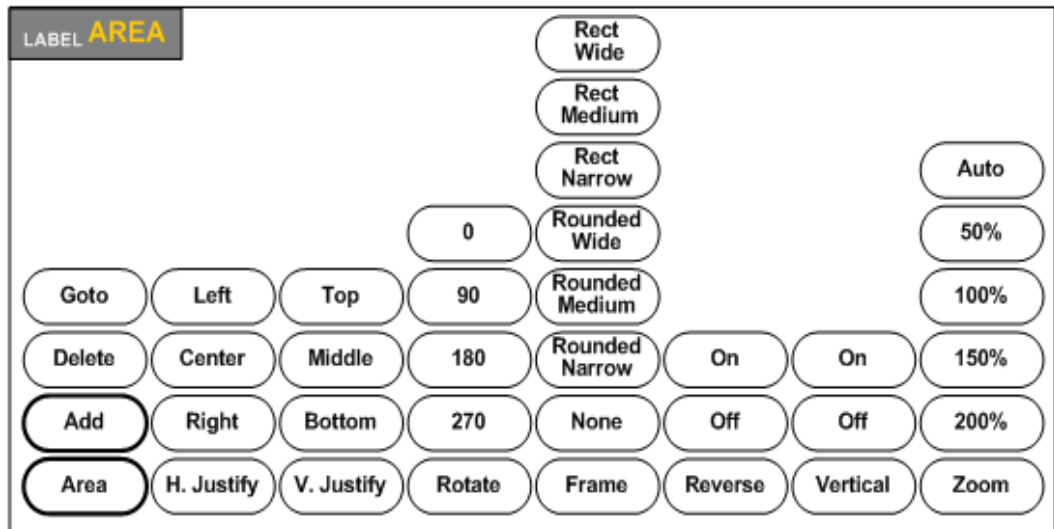 LABEL AREA
Rect
Wide
Rect
Medium
Rect
Narrow
Auto
0
Rounded
Wide
50%
Goto
Left
Top
90
Rounded
Medium
100%
Delete
Center
Middle
180
Rounded
Narrow
On
On
150%
Add
Right
Bottom
270
None
Off
Off
200%
Area
H. Justify
V. Justify
Rotate
Frame
Reverse
Vertical
Zoom